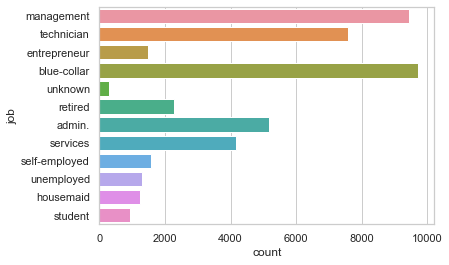 management
technician
entrepreneur
blue-collar
unknown
retired
admin.
services
self-employed
unemployed
housemaid
student
job
0 2000 4000 6000 8000 10000
count